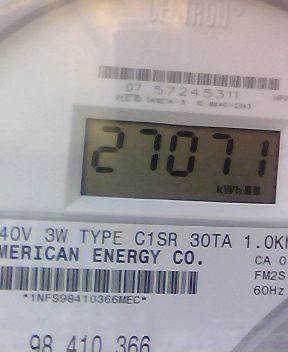 CENTRON®
07 57245311
27071
kWh
40V 3W TYPE C1SR 30TA 1.0K
MERICAN ENERGY CO.
CA 0
FM2S
60Hz
*1NFS98410366MEC*
98 410 366